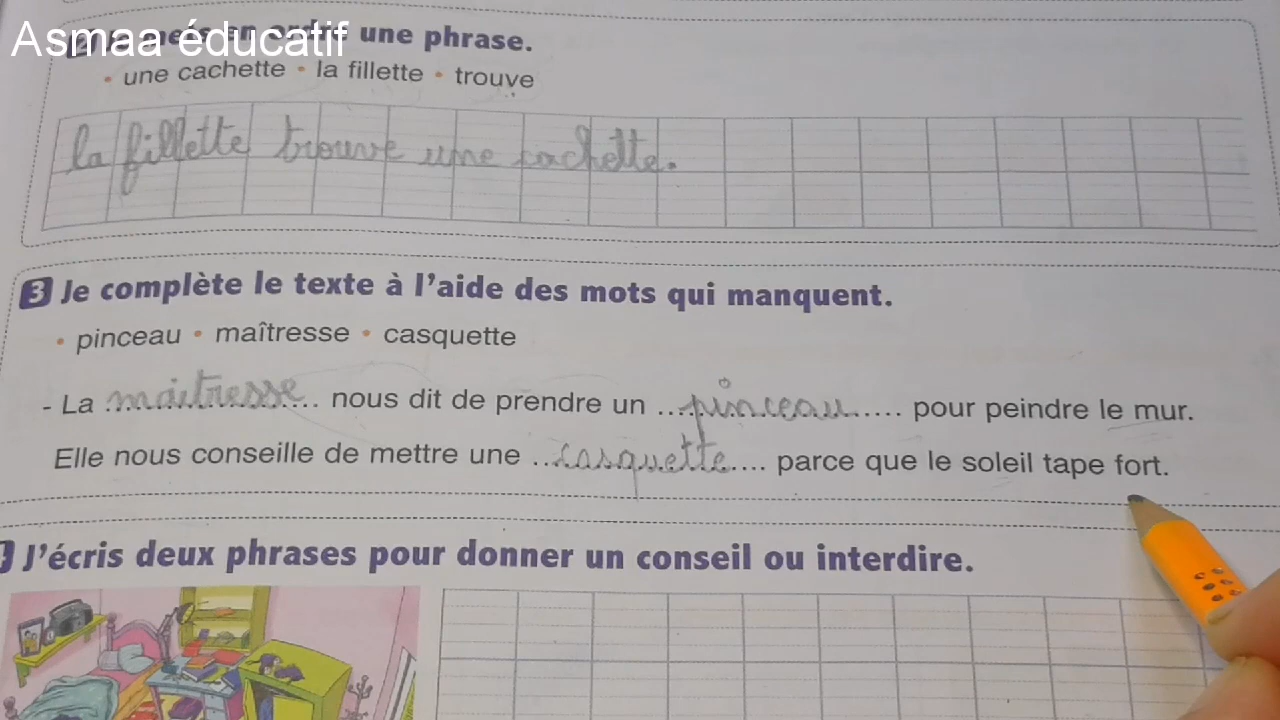 Asmaa éducatif
une phrase.
• une cachette • la fillette • trouve
la fillette trouve une cachette.
3 Je complète le texte à l'aide des mots qui manquent.
• pinceau • maîtresse • casquette
- La maitresse nous dit de prendre un pinceau pour peindre le mur.
Elle nous conseille de mettre une casquette parce que le soleil tape fort.
J'écris deux phrases pour donner un conseil ou interdire.